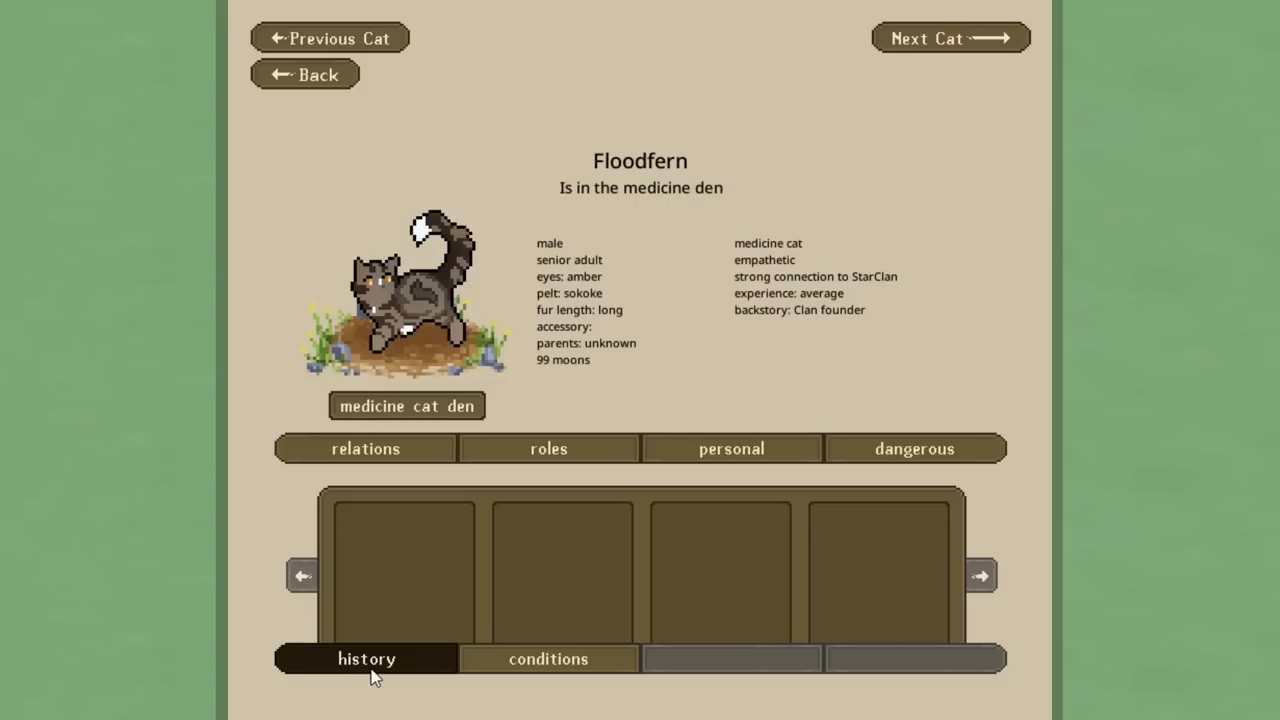 Previous Cat
Next Cat
Back
Floodfern
Is in the medicine den
male
senior adult
eyes: amber
pelt: sokoke
fur length: long
accessory:
parents: unknown
99 moons
medicine cat
empathetic
strong connection to StarClan
experience: average
backstory: Clan founder
medicine cat den
relations
roles
personal
dangerous
history
conditions